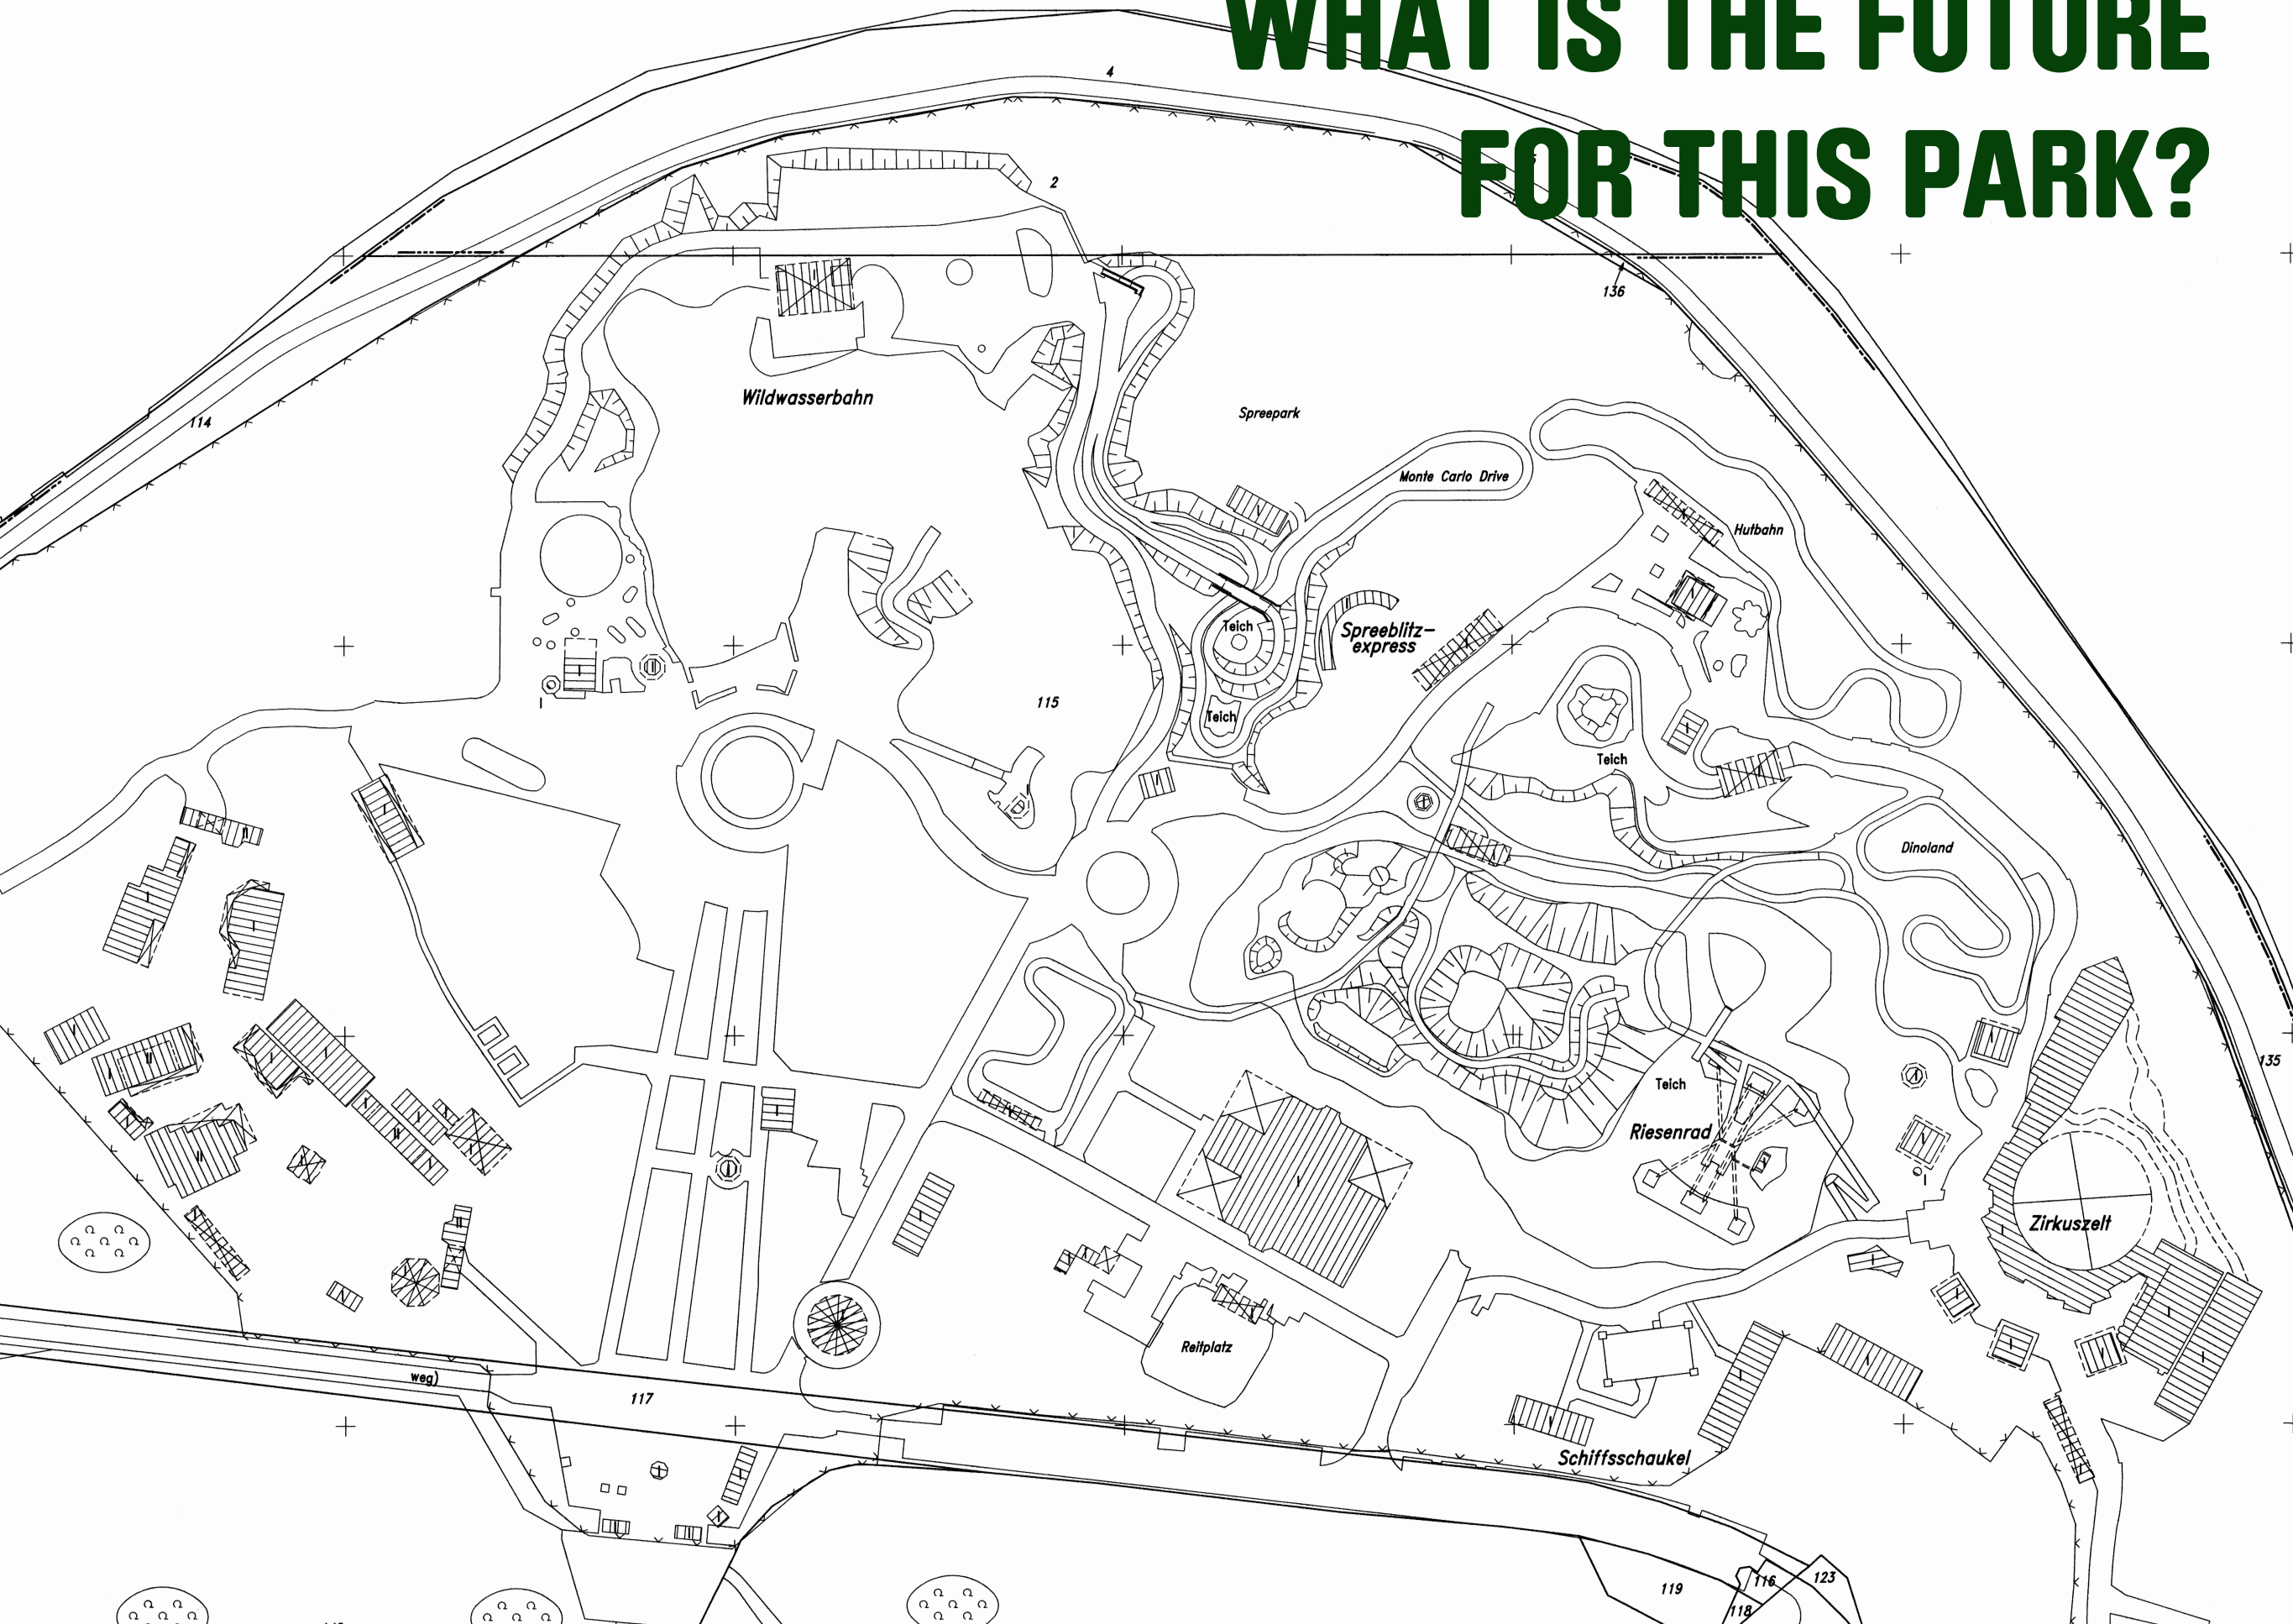 WHAT IS THE FUTURE
FOR THIS PARK?
4
2
136
114
Wildwasserbahn
Spreepark
Monte Carlo Drive
Hutbahn
Teich
Spreeblitz-
express
115
Teich
Teich
Dinoland
135
Teich
Riesenrad
Zirkuszelt
Reitplatz
weg)
117
Schiffsschaukel
119
116
123
118